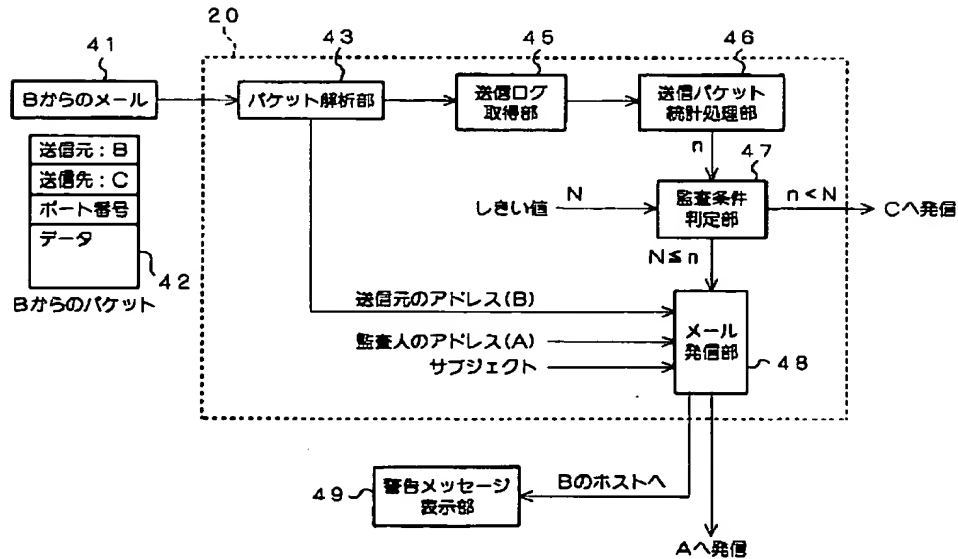 20
41
43
45
46
Bからのメール
パケット解析部
送信ログ
取得部
送信パケット
統計処理部
送信元:B
送信先:C
ポート番号
データ
42
Bからのパケット
n
47
しきい値
N
監査条件
判定部
n<N
Cへ発信
N≦n
送信元のアドレス(B)
監査人のアドレス(A)
サブジェクト
メール
発信部
48
49
警告メッセージ
表示部
Bのホストへ
Aへ発信